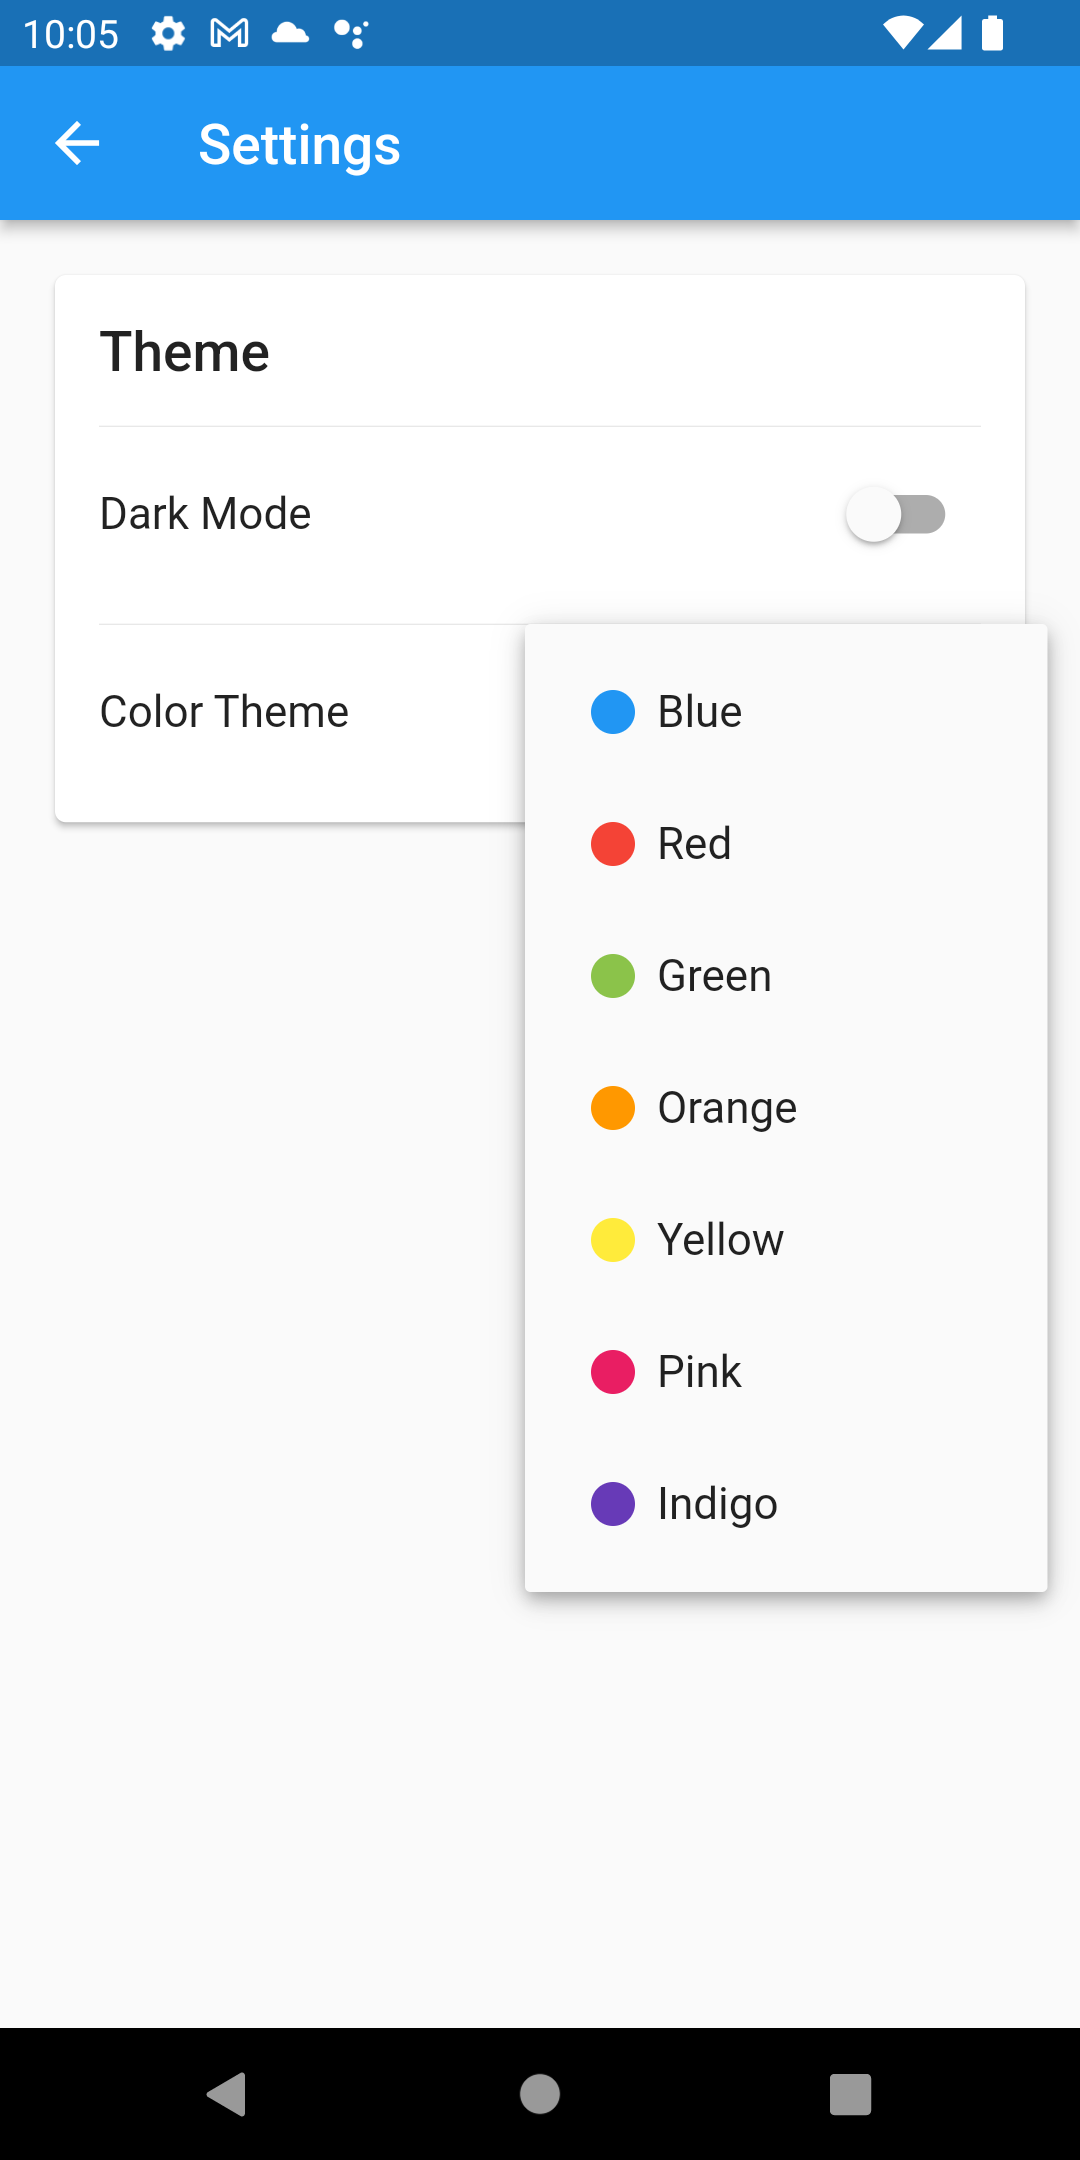 10:05
Settings
Theme
Dark Mode
Color Theme
Blue
Red
Green
Orange
Yellow
Pink
Indigo